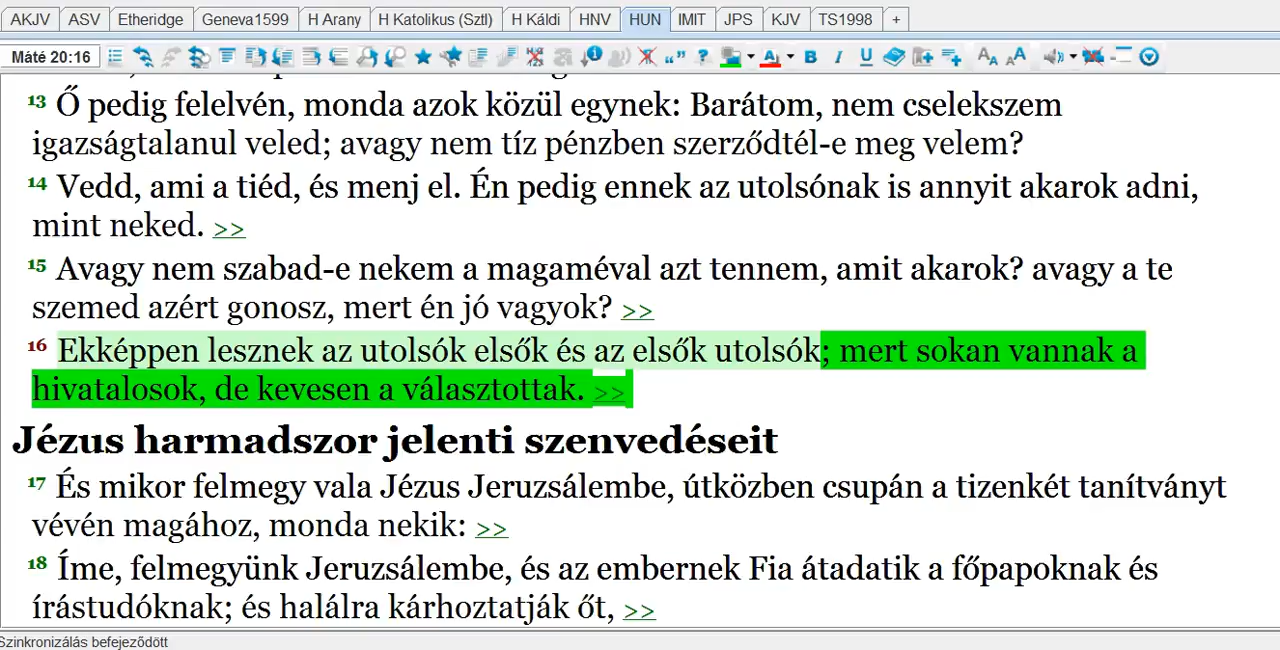 AKJV ASV Etheridge Geneva1599 H Arany H Katolikus (Sztl) H Káldi HNV HUN IMIT JPS KJV TS1998 +
Máté 20:16
13 Ő pedig felelvén, monda azok közül egynek: Barátom, nem cselekszem
igazságtalanul veled; avagy nem tíz pénzben szerződtél-e meg velem?
14 Vedd, ami a tiéd, és menj el. Én pedig ennek az utolsónak is annyit akarok adni,
mint neked. >>
15 Avagy nem szabad-e nekem a magaméval azt tennem, amit akarok? avagy a te
szemed azért gonosz, mert én jó vagyok? >>
16 Ekképpen lesznek az utolsók elsők és az elsők utolsók; mert sokan vannak a
hivatalosok, de kevesen a választottak. >>
Jézus harmadszor jelenti szenvedéseit
17 És mikor felmegy vala Jézus Jeruzsálembe, útközben csupán a tizenkét tanítványt
vévén magához, monda nekik: >>
18 Íme, felmegyünk Jeruzsálembe, és az embernek Fia átadatik a főpapoknak és
írástudóknak; és halálra kárhoztatják őt, >>
Szinkronizálás befejeződött